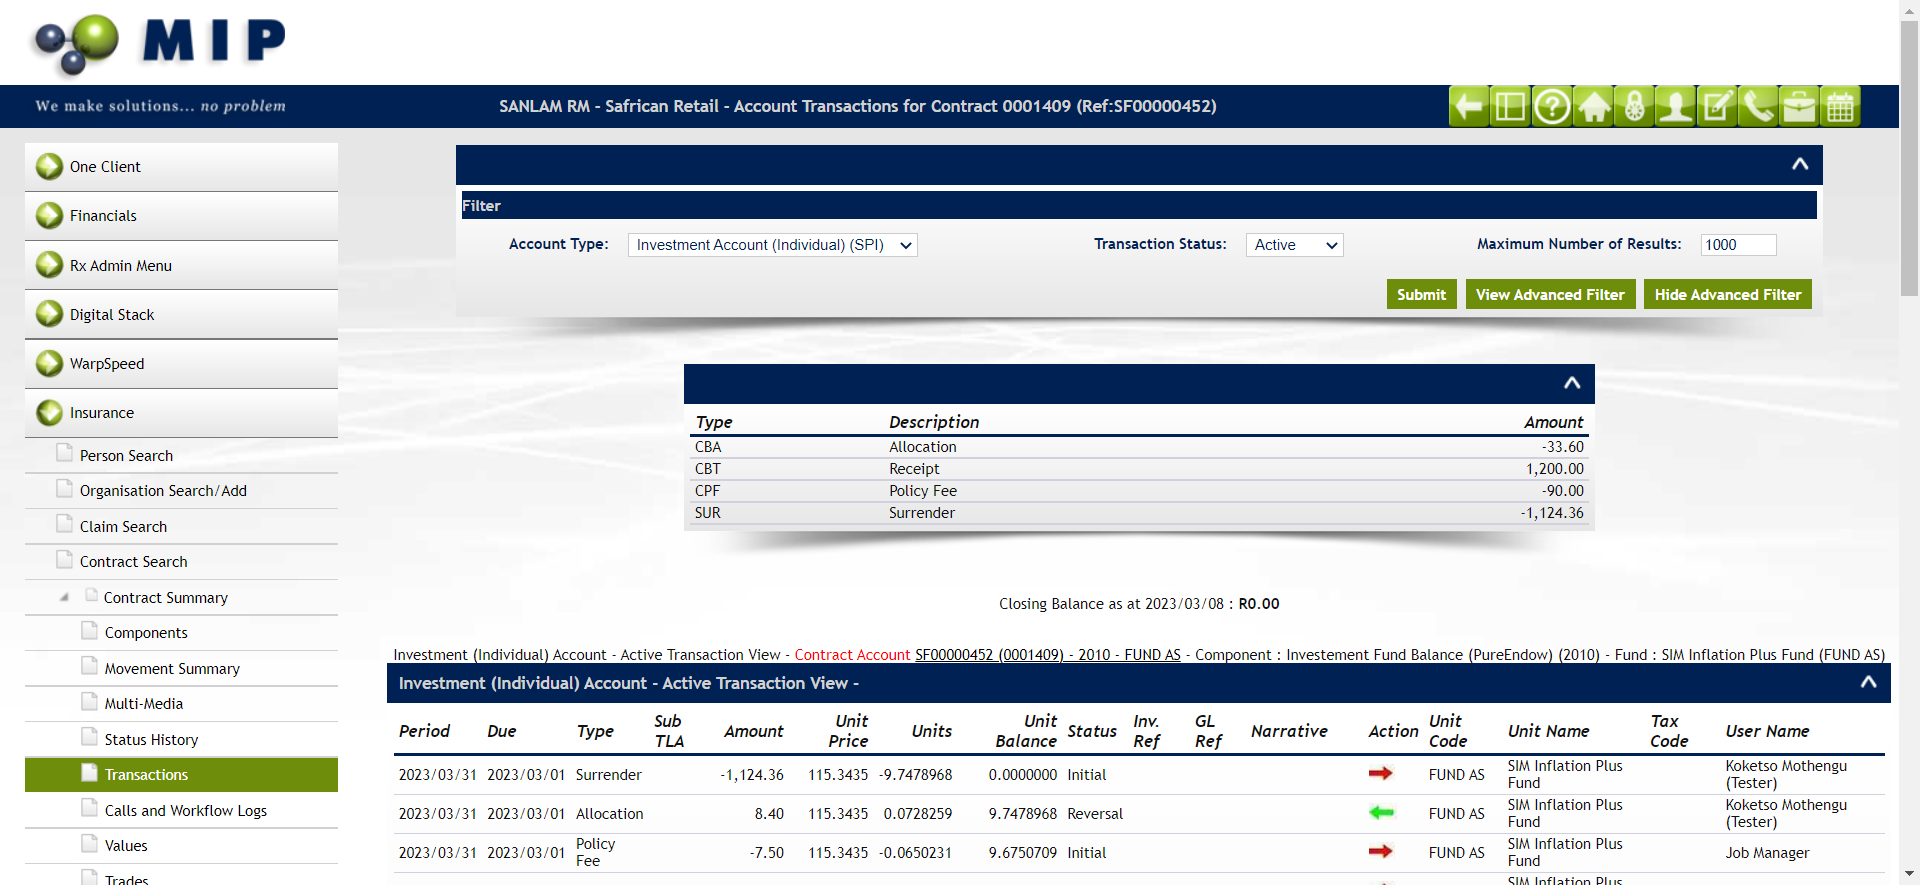 MIP
We make solutions... no problem
SANLAM RM - Safrican Retail - Account Transactions for Contract 0001409 (Ref:SF00000452)
One Client
Financials
Rx Admin Menu
Digital Stack
WarpSpeed
Insurance
Person Search
Organisation Search/Add
Claim Search
Contract Search
Contract Summary
Components
Movement Summary
Multi-Media
Status History
Transactions
Calls and Workflow Logs
Values
Trades
Filter
Account Type: Investment Account (Individual) (SPI) Transaction Status: Active Maximum Number of Results: 1000
Submit View Advanced Filter Hide Advanced Filter
Type Description Amount
CBA Allocation -33.60
CBT Receipt 1,200.00
CPF Policy Fee -90.00
SUR Surrender -1,124.36
Closing Balance as at 2023/03/08 : R0.00
Investment (Individual) Account - Active Transaction View - Contract Account SF00000452 (0001409) - 2010 - FUND AS - Component : Investement Fund Balance (PureEndow) (2010) - Fund : SIM Inflation Plus Fund (FUND AS)
Investment (Individual) Account - Active Transaction View -
Period Due Type Sub TLA Amount Unit Price Units Unit Balance Status Inv. Ref GL Ref Narrative Action Unit Code Unit Name Tax Code User Name
2023/03/31 2023/03/01 Surrender -1,124.36 115.3435 -9.7478968 0.0000000 Initial FUND AS SIM Inflation Plus Fund Koketso Mothengu (Tester)
2023/03/31 2023/03/01 Allocation 8.40 115.3435 0.0728259 9.7478968 Reversal FUND AS SIM Inflation Plus Fund Koketso Mothengu (Tester)
2023/03/31 2023/03/01 Policy Fee -7.50 115.3435 -0.0650231 9.6750709 Initial FUND AS SIM Inflation Plus Fund Job Manager
SIM Inflation Plus